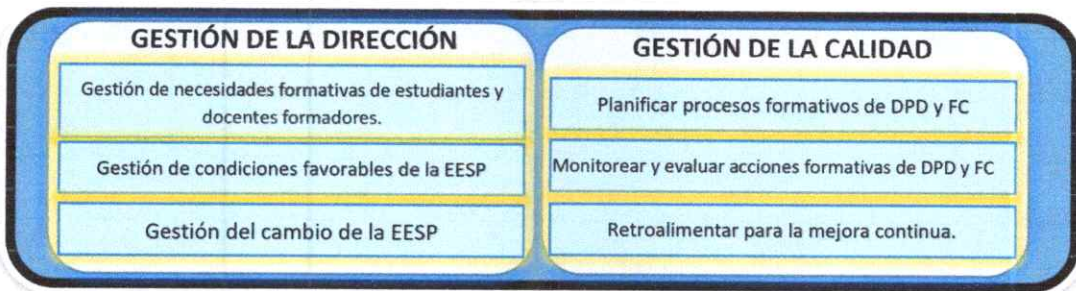 GESTIÓN DE LA DIRECCIÓN
Gestión de necesidades formativas de estudiantes y
docentes formadores.
Gestión de condiciones favorables de la EESP
Gestión del cambio de la EESP
GESTIÓN DE LA CALIDAD
Planificar procesos formativos de DPD y FC
Monitorear y evaluar acciones formativas de DPD y FC
Retroalimentar para la mejora continua.